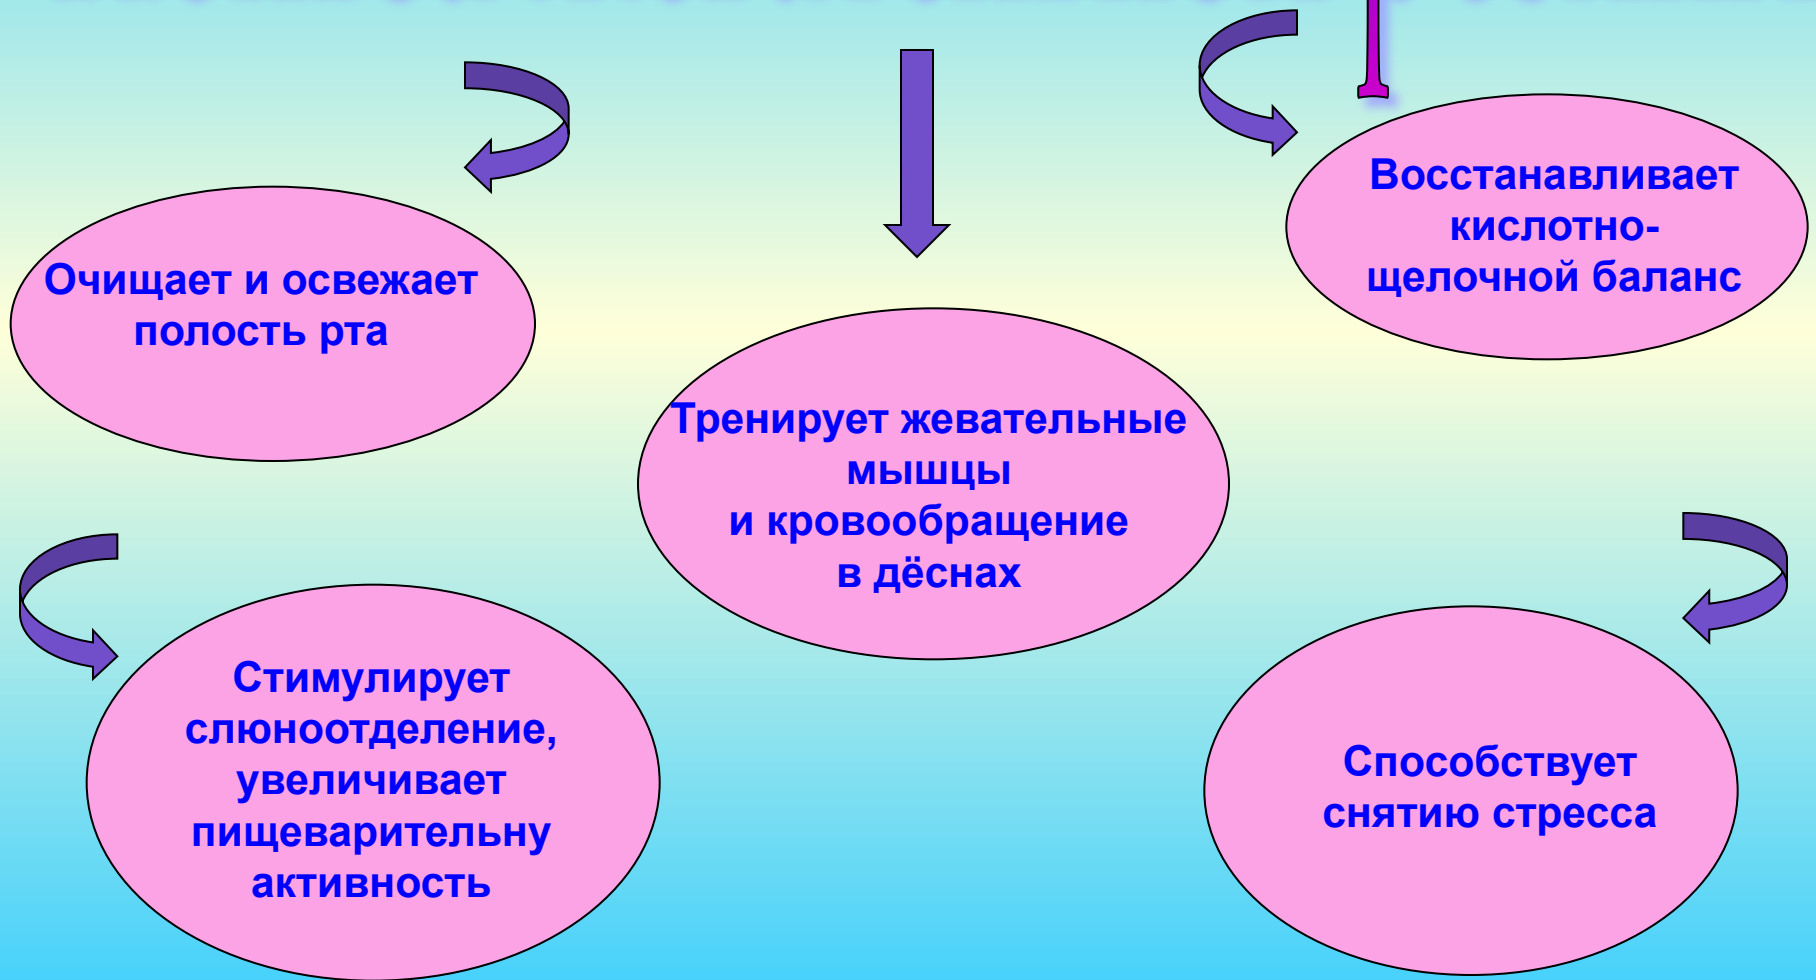 Очищает и освежает
полость рта
Восстанавливает
кислотно-
щелочной баланс
Тренирует жевательные
мышцы
и кровообращение
в дёснах
Стимулирует
слюноотделение,
увеличивает
пищеварительну
активность
Способствует
снятию стресса